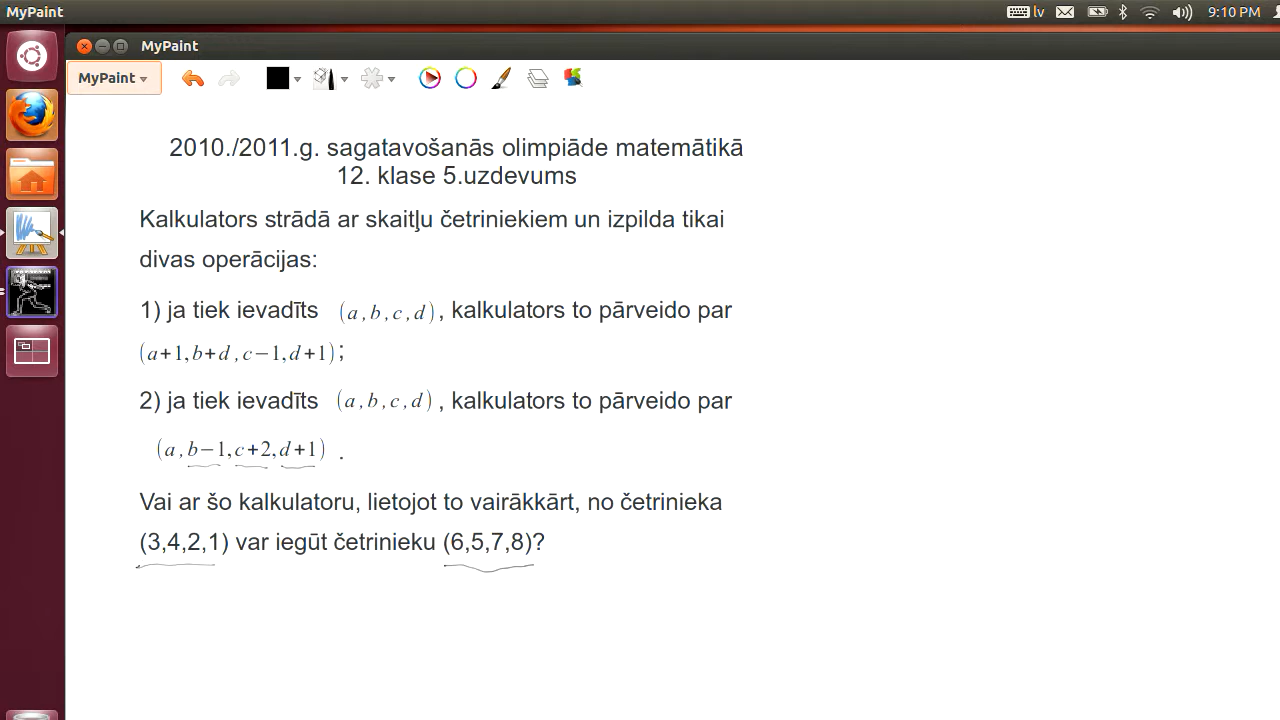 MyPaint
lv
9:10 PM
MyPaint
MyPaint
2010./2011.g. sagatavošanās olimpiāde matemātikā
12. klase 5.uzdevums
Kalkulators strādā ar skaitļu četriniekiem un izpilda tikai
divas operācijas:
1) ja tiek ievadīts (a,b,c,d), kalkulators to pārveido par
(a+1,b+d,c−1,d+1);
2) ja tiek ievadīts (a,b,c,d), kalkulators to pārveido par
(a,b−1,c+2,d+1) .
Vai ar šo kalkulatoru, lietojot to vairākkārt, no četrinieka
(3,4,2,1) var iegūt četrinieku (6,5,7,8)?